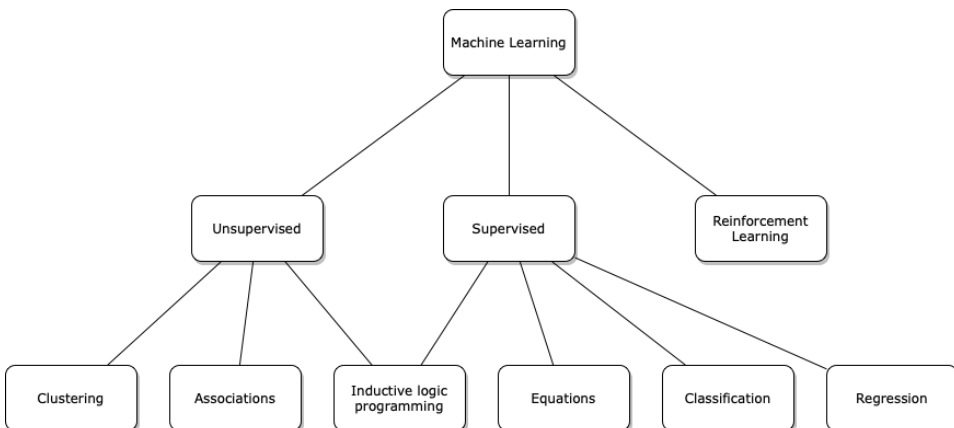 Machine Learning
Unsupervised
Supervised
Reinforcement
Learning
Clustering
Associations
Inductive logic
programming
Equations
Classification
Regression